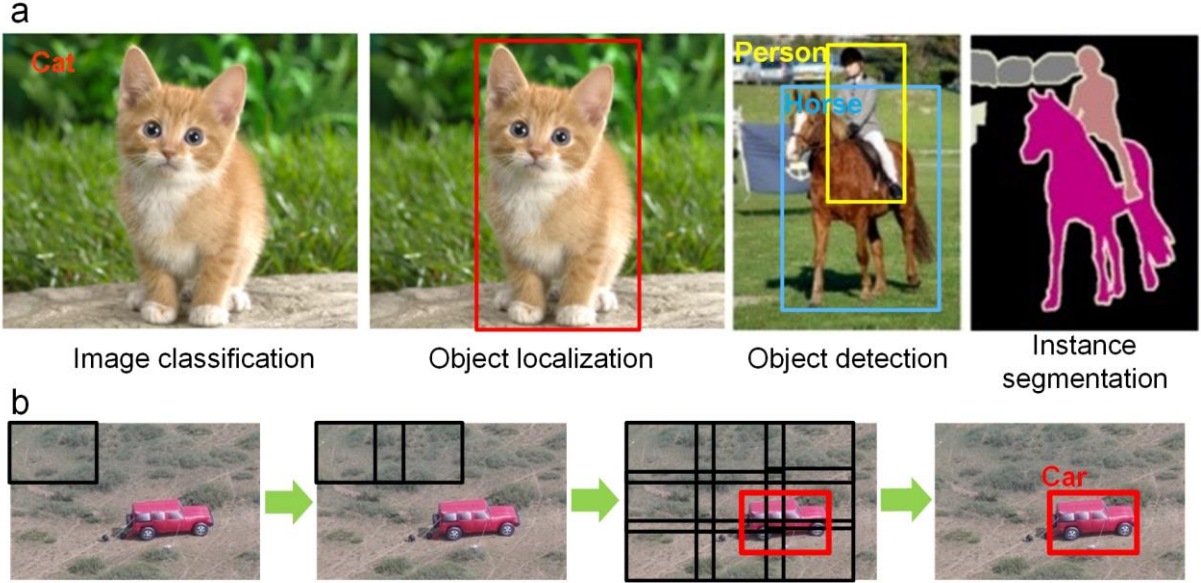 a
Cat
Person
Horse
Image classification
Object localization
Object detection
Instance
segmentation
b
Car